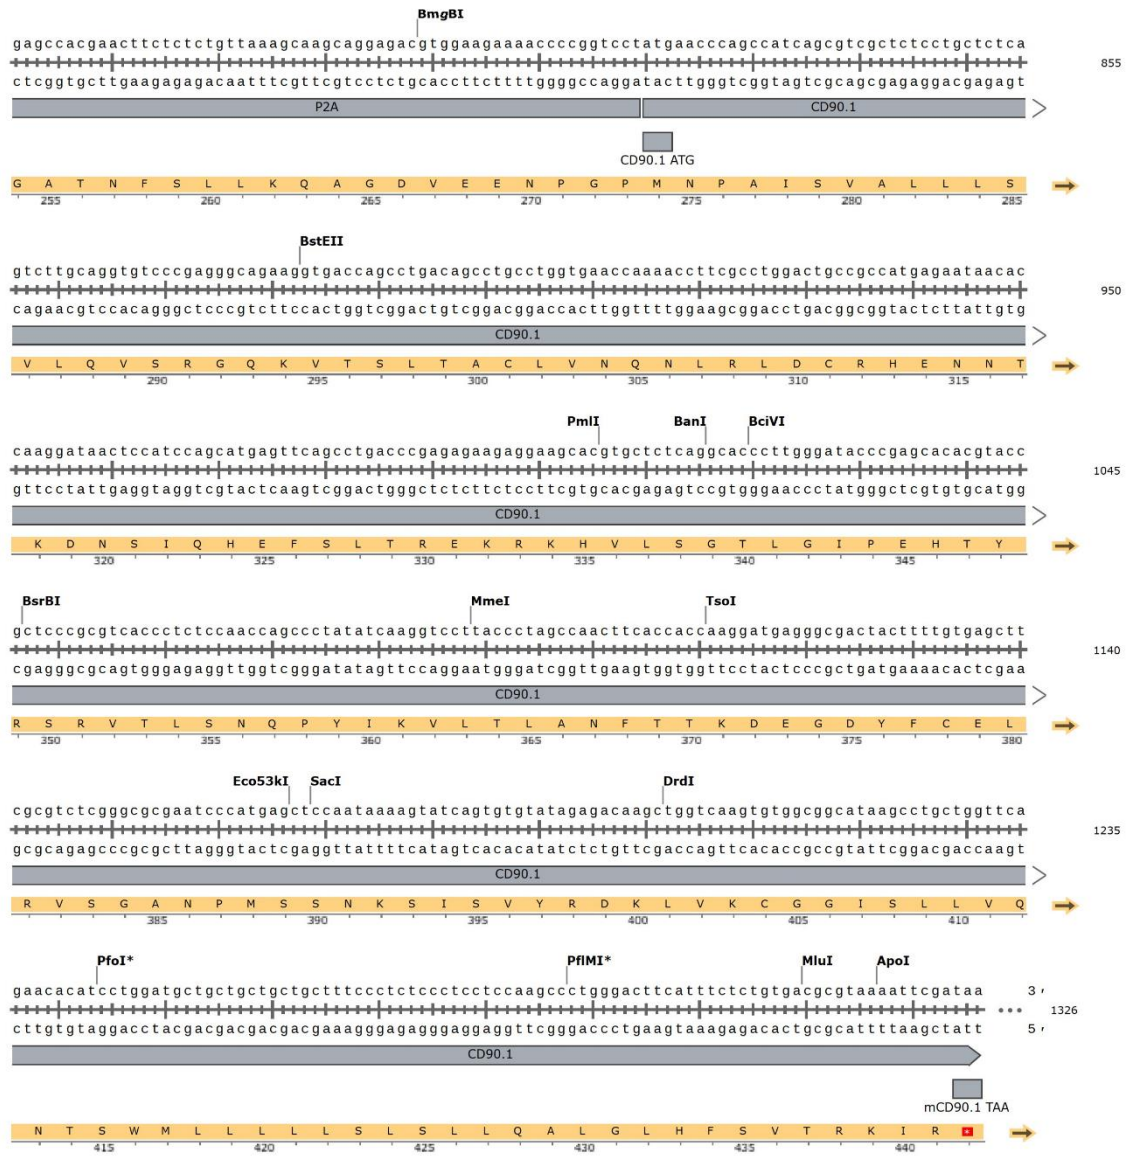 BmgBI
gagccacgaacttctctctgttaaagcaagcaggagacgtggaagaaaaccccggtcctatgaacccagccatcagcgtcgctctcctgctctca
855
ctcggtgcttgaagagagacaatttcgttcgtcctctgcaccttcttttggggccaggatacttgggtcggtagtcgcagcgagaggacgagagt
P2A CD90.1
CD90.1 ATG
G A T N F S L L K Q A G D V E E N P G P M N P A I S V A L L L S
255 260 265 270 275 280 285
BstEII
gtcttgcaggtgtcccgagggcagaaggtgaccagcctgacagcctgcctggtgaaccaaaaccttcgcctggactgccgccatgagaataacac
950
cagaacgtccacagggctcccgtcttccactggtcggactgtcggacggaccacttggttttggaagcggacctgacggcggtactcttattgtg
CD90.1
V L Q V S R G Q K V T S L T A C L V N Q N L R L D C R H E N N T
290 295 300 305 310 315
PmlI BanI BciVI
caaggataactccatccagcatgagttcagcctgacccgagagaagaggaagcacgtgctctcaggcacccttgggatacccgagcacacgtacc
1045
gttcctattgaggtaggtcgtactcaagtcggactgggctctcttctccttcgtgcacgagagtccgtgggaaccctatgggctcgtgtgcatgg
CD90.1
K D N S I Q H E F S L T R E K R K H V L S G T L G I P E H T Y
320 325 330 335 340 345
BsrBI MmeI TsoI
gctcccgcgtcaccctctccaaccagccctatatcaaggtccttaccctagccaacttcaccaccaaggatgagggcgactacttttgtgagctt
1140
cgagggcgcagtgggagaggttggtcgggatatagttccaggaatgggatcggttgaagtggtggttcctactcccgctgatgaaaacactcgaa
CD90.1
R S R V T L S N Q P Y I K V L T L A N F T T K D E G D Y F C E L
350 355 360 365 370 375 380
Eco53kI SacI DrdI
cgcgtctcgggcgcgaatcccatgagctccaataaaagtatcagtgtgtatagagacaagctggtcaagtgtggcggcataagcctgctggttca
1235
gcgcagagcccgcgcttagggtactcgaggttattttcatagtcacacatatctctgttcgaccagttcacaccgccgtattcggacgaccaagt
CD90.1
R V S G A N P M S S N K S I S V Y R D K L V K C G G I S L L V Q
385 390 395 400 405 410
PfoI* PflMI* MluI ApoI
gaacacatcctggatgctgctgctgctgctttccctctccctcctccaagccctgggacttcatttctctgtgacgcgtaaaattcgataa 3'
1326
cttgtgtaggacctacgacgacgacgacgaaagggagagggaggaggttcgggaccctgaagtaaagagacactgcgcattttaagctatt 5'
CD90.1
mCD90.1 TAA
N T S W M L L L L L S L S L L Q A L G L H F S V T R K I R *
415 420 425 430 435 440